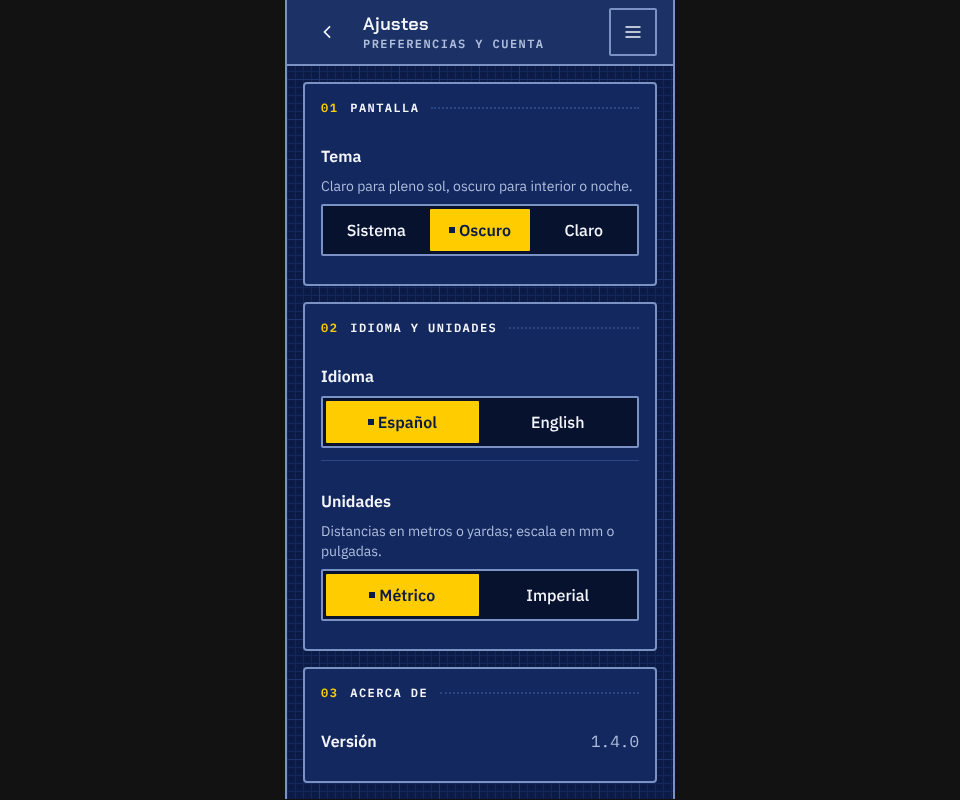 Ajustes
PREFERENCIAS Y CUENTA
01 PANTALLA
Tema
Claro para pleno sol, oscuro para interior o noche.
Sistema Oscuro Claro
02 IDIOMA Y UNIDADES
Idioma
Español English
Unidades
Distancias en metros o yardas; escala en mm o
pulgadas.
Métrico Imperial
03 ACERCA DE
Versión 1.4.0